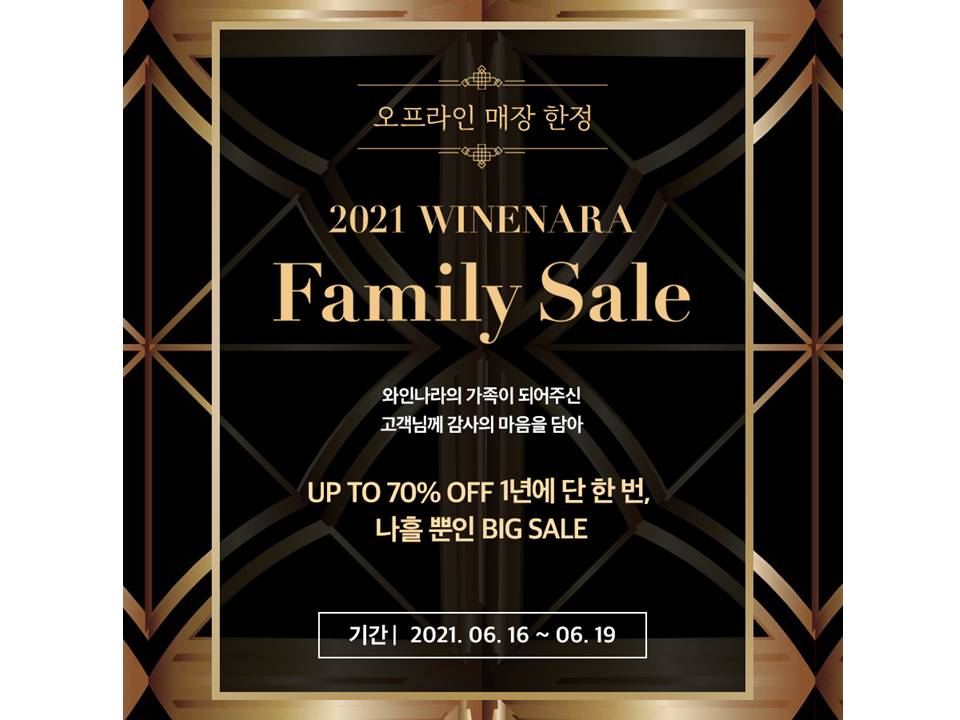 오프라인 매장 한정
2021 WINENARA
Family Sale
와인나라의 가족이 되어주신
고객님께 감사의 마음을 담아
UP TO 70% OFF 1년에 단 한 번,
나흘 뿐인 BIG SALE
기간 | 2021. 06. 16 ~ 06. 19